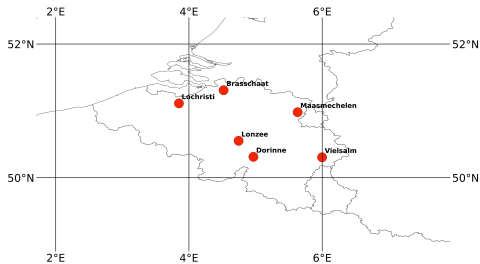 2°E 4°E 6°E
52°N 52°N
Brasschaat
Lochristi
Maasmechelen
Lonzee
Dorinne Vielsalm
50°N 50°N
2°E 4°E 6°E